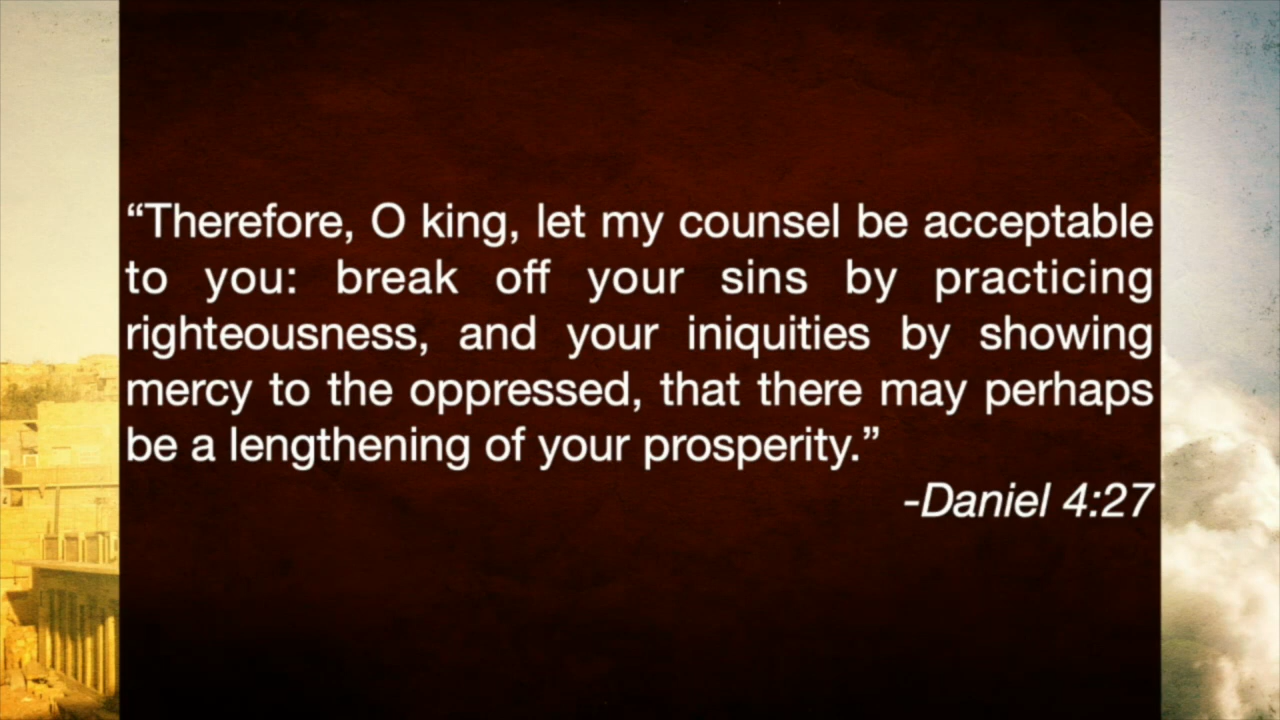 “Therefore, O king, let my counsel be acceptable
to you: break off your sins by practicing
righteousness, and your iniquities by showing
mercy to the oppressed, that there may perhaps
be a lengthening of your prosperity.”
-Daniel 4:27